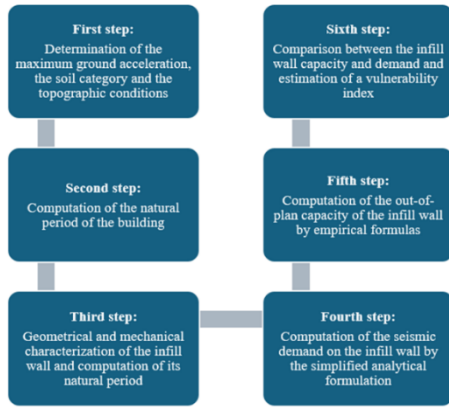 First step:
Determination of the
maximum ground acceleration,
the soil category and the
topographic conditions
Second step:
Computation of the natural
period of the building
Third step:
Geometrical and mechanical
characterization of the infill
wall and computation of its
natural period
Fourth step:
Computation of the seismic
demand on the infill wall by
the simplified analytical
formulation
Fifth step:
Computation of the out-of-
plan capacity of the infill wall
by empirical formulas
Sixth step:
Comparison between the infill
wall capacity and demand and
estimation of a vulnerability
index